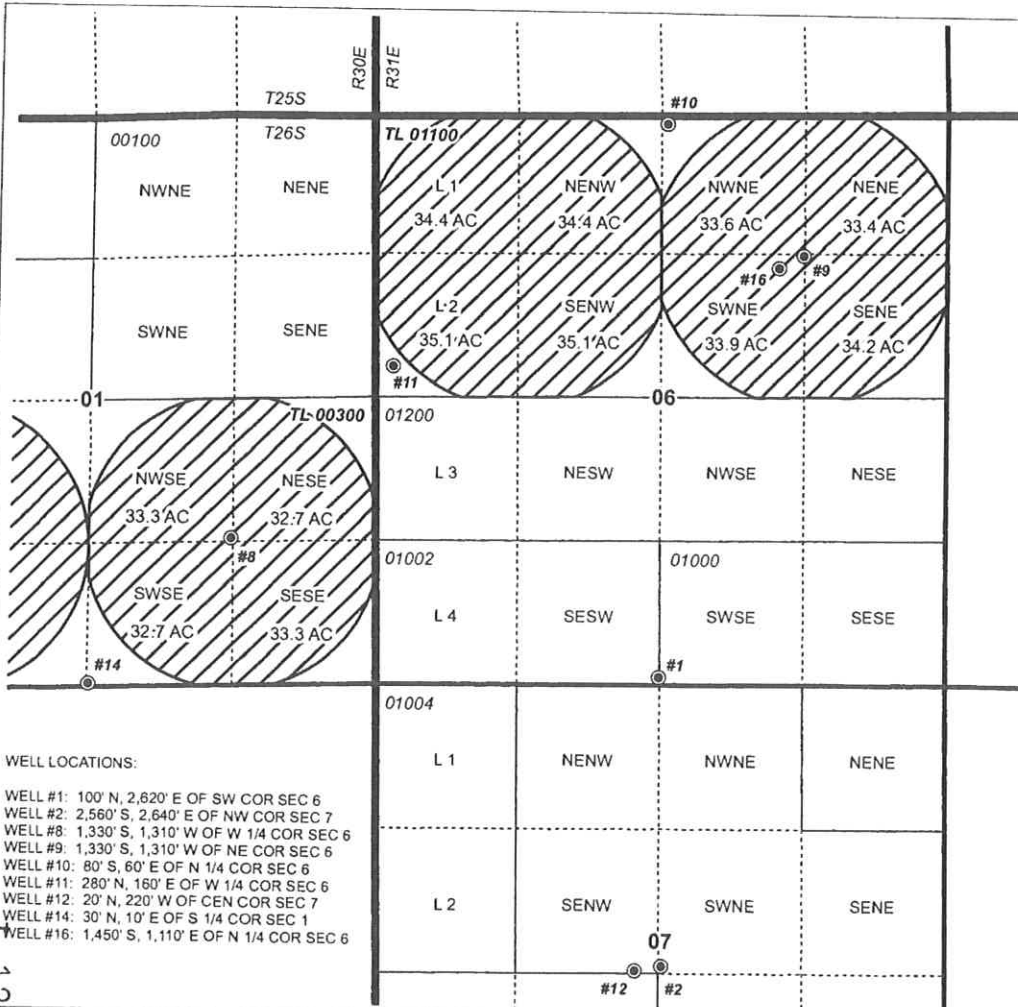 R30E
R31E
T25S
T26S
#10
00100
TL 01100
NWNE
NENE
L 1
NENW
NWNE
NENE
34.4 AC
34.4 AC
33.6 AC
33.4 AC
#16
#9
SWNE
SENE
L 2
SENW
SWNE
SENE
35.1 AC
35.1 AC
33.9 AC
34.2 AC
#11
01
TL 00300
01200
06
NWSE
NESE
L 3
NESW
NWSE
NESE
33.3 AC
32.7 AC
#8
01002
01000
SWSE
SESE
L 4
SESW
SWSE
SESE
32.7 AC
33.3 AC
#14
#1
01004
L 1
NENW
NWNE
NENE
WELL LOCATIONS:
WELL #1: 100' N, 2,620' E OF SW COR SEC 6
WELL #2: 2,560' S, 2,640' E OF NW COR SEC 7
WELL #8: 1,330' S, 1,310' W OF W 1/4 COR SEC 6
WELL #9: 1,330' S, 1,310' W OF NE COR SEC 6
WELL #10: 80' S, 60' E OF N 1/4 COR SEC 6
WELL #11: 280' N, 160' E OF W 1/4 COR SEC 6
WELL #12: 20' N, 220' W OF CEN COR SEC 7
WELL #14: 30' N, 10' E OF S 1/4 COR SEC 1
WELL #16: 1,450' S, 1,110' E OF N 1/4 COR SEC 6
L 2
SENW
SWNE
SENE
07
#12
#2